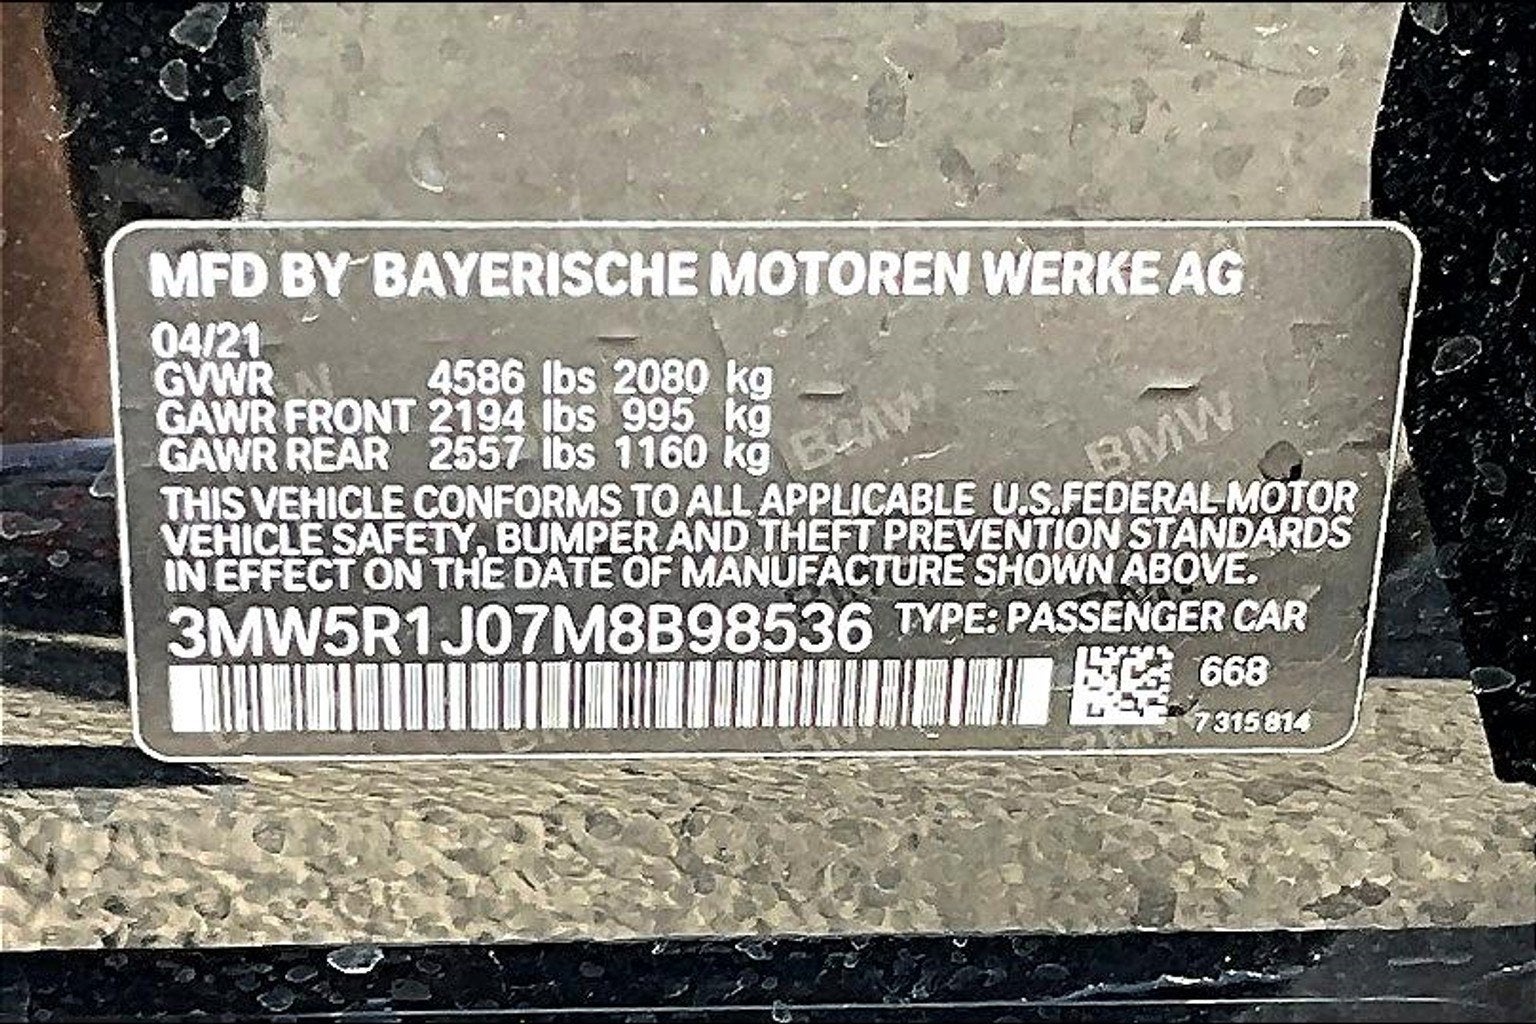 MFD BY BAYERISCHE MOTOREN WERKE AG
04/21
GVWR 4586 lbs 2080 kg
GAWR FRONT 2194 lbs 995 kg
GAWR REAR 2557 lbs 1160 kg
THIS VEHICLE CONFORMS TO ALL APPLICABLE U.S.FEDERAL MOTOR
VEHICLE SAFETY, BUMPER AND THEFT PREVENTION STANDARDS
IN EFFECT ON THE DATE OF MANUFACTURE SHOWN ABOVE.
3MW5R1J07M8B98536 TYPE: PASSENGER CAR
668
7 315 814
BMW
BMW